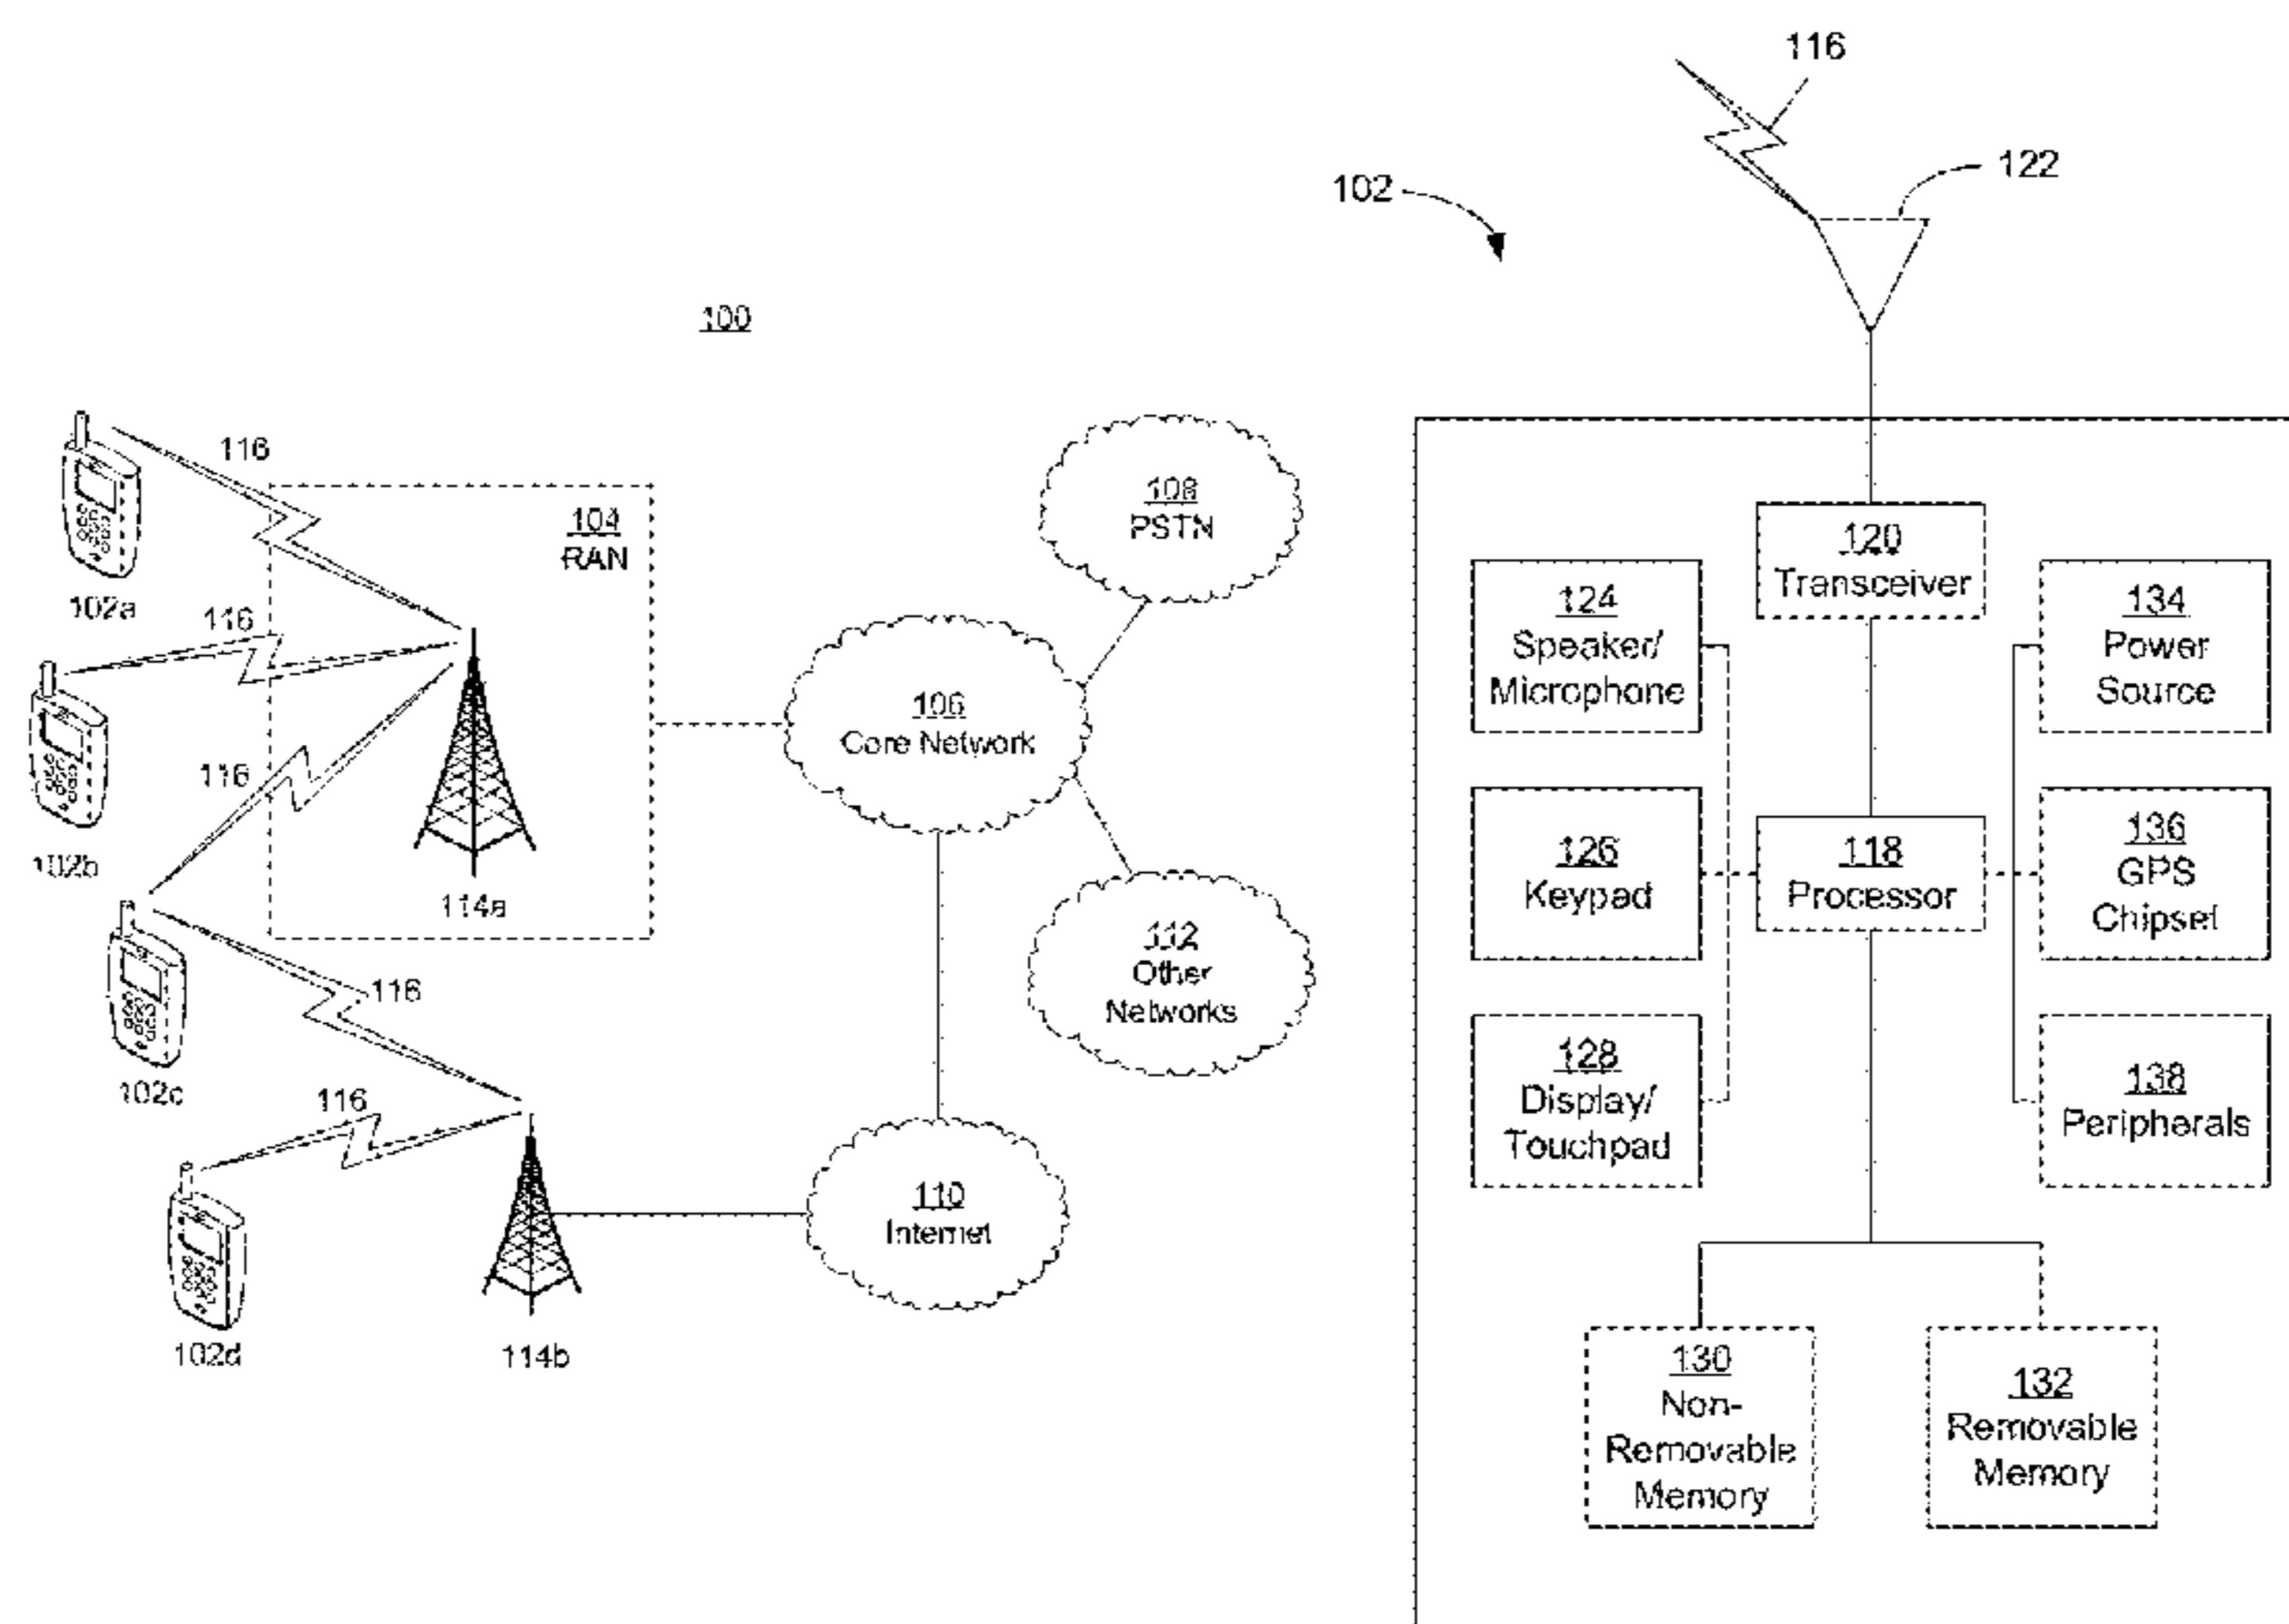 100
116
104
RAN
102a
116
102b
116
114a
102c
116
116
102d
114b
108
PSTN
106
Core Network
112
Other
Networks
110
Internet
116
102
122
120
Transceiver
124
Speaker/
Microphone
134
Power
Source
126
Keypad
118
Processor
136
GPS
Chipset
128
Display/
Touchpad
138
Peripherals
130
Non-
Removable
Memory
132
Removable
Memory